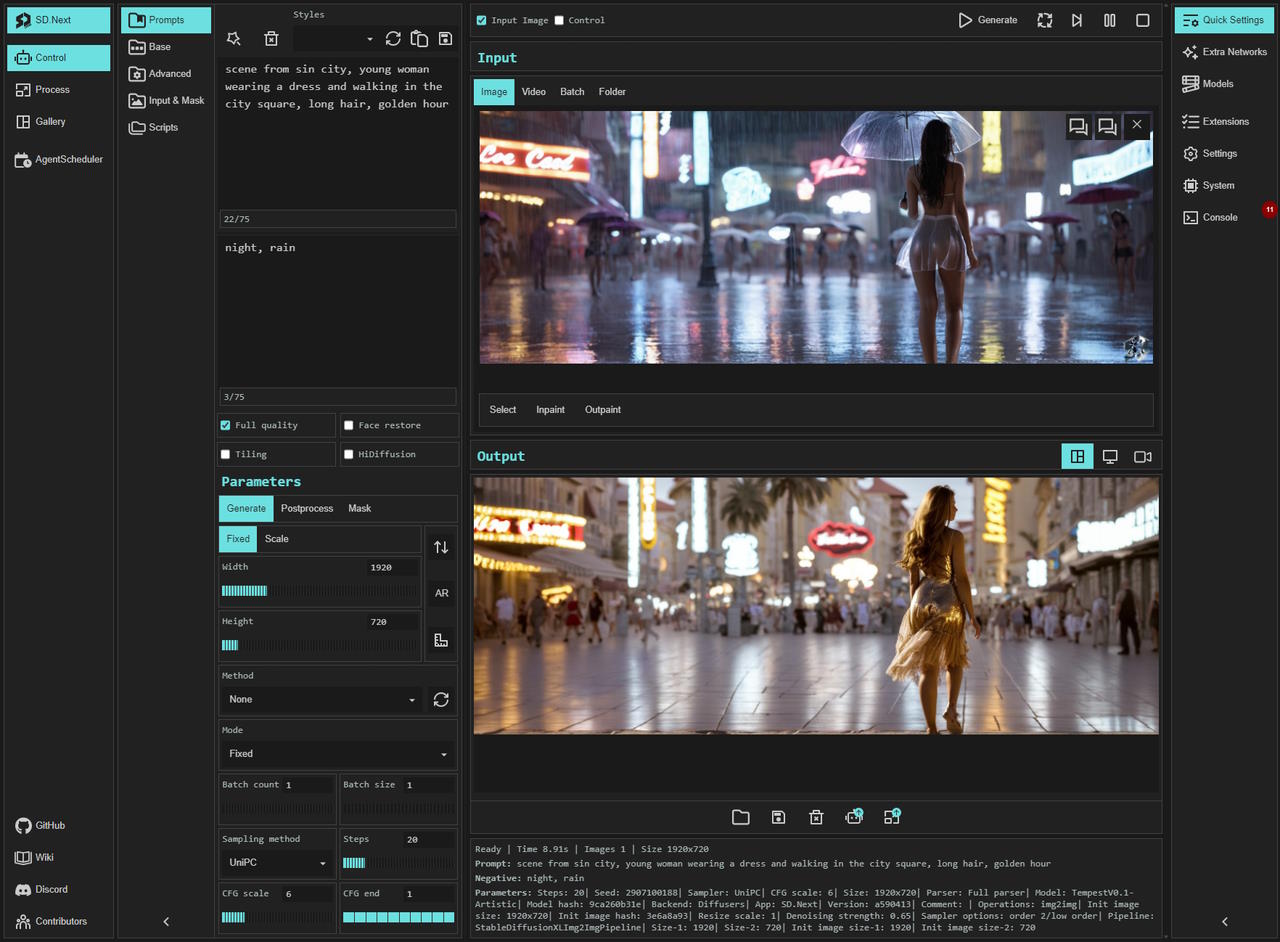 SD.Next
Control
Process
Gallery
AgentScheduler
GitHub
Wiki
Discord
Contributors
Prompts
Base
Advanced
Input & Mask
Scripts
Styles
scene from sin city, young woman
wearing a dress and walking in the
city square, long hair, golden hour
22/75
night, rain
3/75
Full quality
Face restore
Tiling
HiDiffusion
Parameters
Generate
Postprocess
Mask
Fixed
Scale
Width
1920
Height
720
AR
Method
None
Mode
Fixed
Batch count
1
Batch size
1
Sampling method
UniPC
Steps
20
CFG scale
6
CFG end
1
Input Image
Control
Generate
Input
Image
Video
Batch
Folder
Select
Inpaint
Outpaint
Output
Ready | Time 8.91s | Images 1 | Size 1920x720
Prompt: scene from sin city, young woman wearing a dress and walking in the city square, long hair, golden hour
Negative: night, rain
Parameters: Steps: 20| Seed: 2907100188| Sampler: UniPC| CFG scale: 6| Size: 1920x720| Parser: Full parser| Model: TempestV0.1-
Artistic| Model hash: 9ca260b31e| Backend: Diffusers| App: SD.Next| Version: a590413| Comment: | Operations: img2img| Init image
size: 1920x720| Init image hash: 3e6a8a93| Resize scale: 1| Denoising strength: 0.65| Sampler options: order 2/low order| Pipeline:
StableDiffusionXLImg2ImgPipeline| Size-1: 1920| Size-2: 720| Init image size-1: 1920| Init image size-2: 720
Quick Settings
Extra Networks
Models
Extensions
Settings
System
Console
11